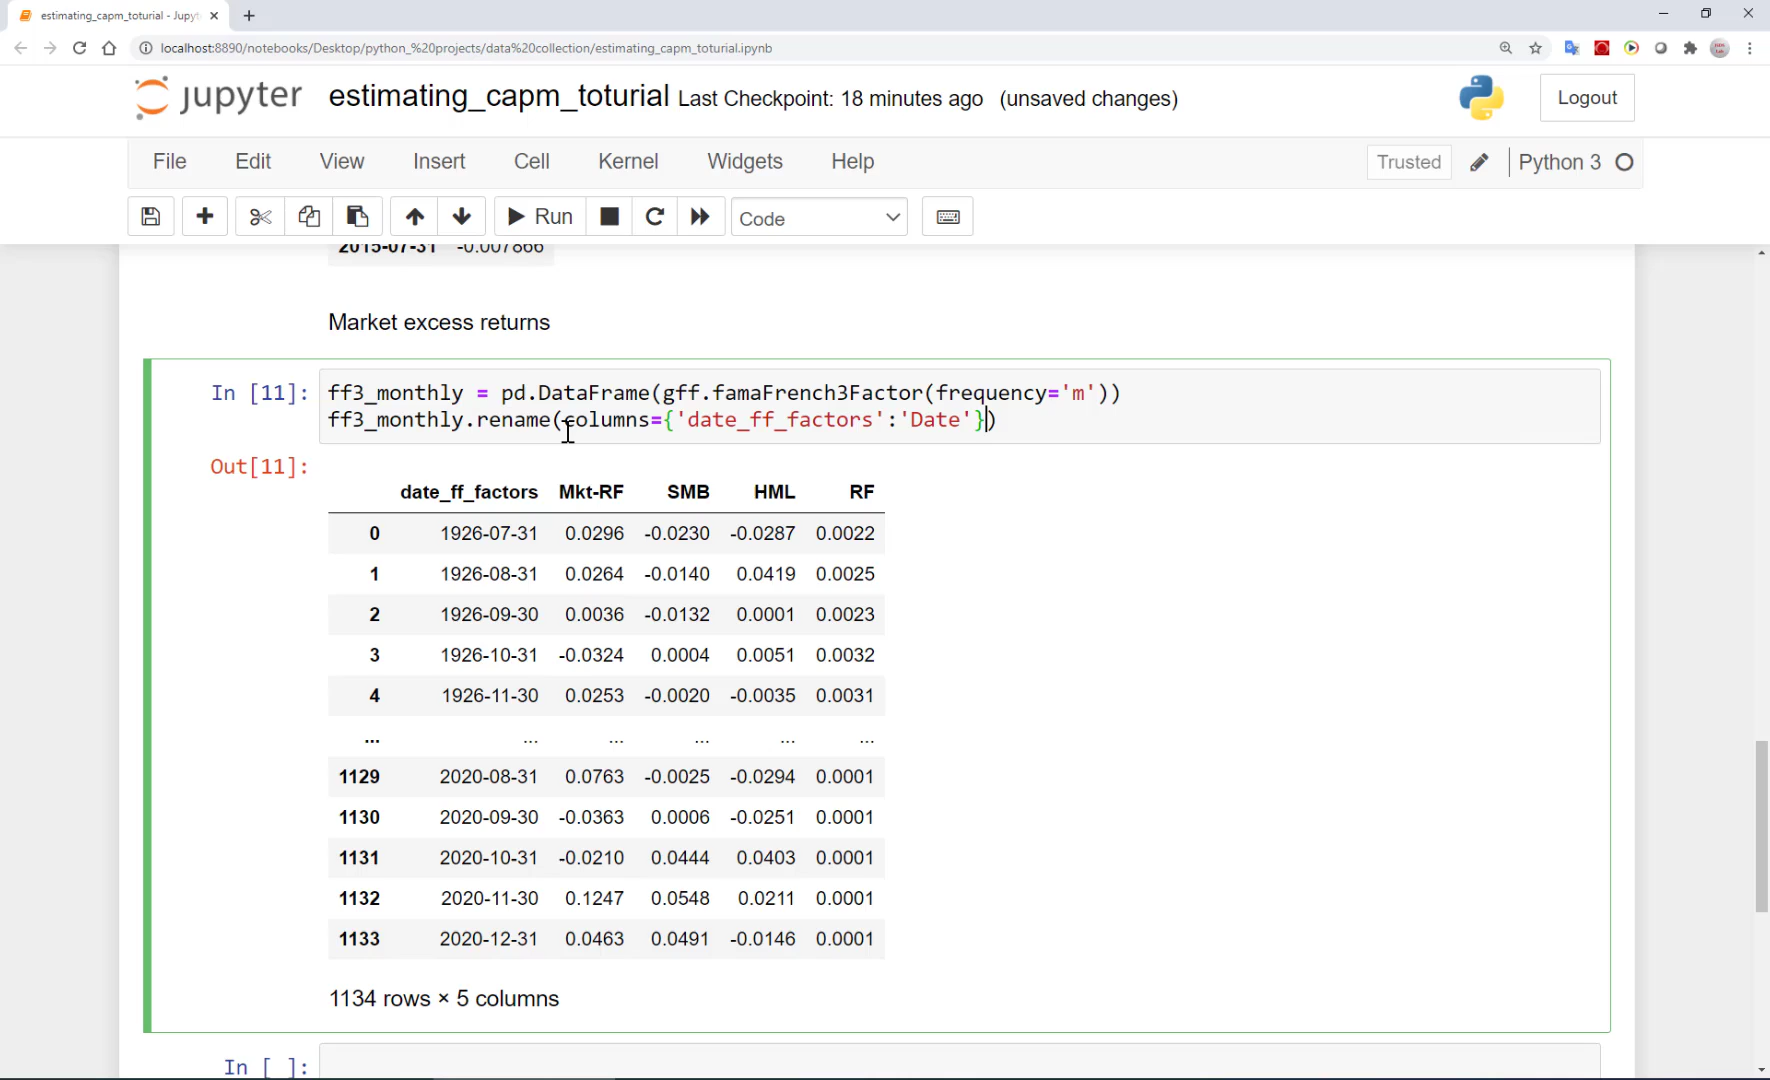 estimating_capm_toturial - Jupyt
localhost:8890/notebooks/Desktop/python_%20projects/data%20collection/estimating_capm_toturial.ipynb
jupyter estimating_capm_toturial Last Checkpoint: 18 minutes ago (unsaved changes)
Logout
File Edit View Insert Cell Kernel Widgets Help
Trusted Python 3
Run Code
2015-07-31 -0.007866
Market excess returns
In [11]: ff3_monthly = pd.DataFrame(gff.famaFrench3Factor(frequency='m'))
ff3_monthly.rename(columns={'date_ff_factors':'Date'})
Out[11]:
date_ff_factors Mkt-RF SMB HML RF
0 1926-07-31 0.0296 -0.0230 -0.0287 0.0022
1 1926-08-31 0.0264 -0.0140 0.0419 0.0025
2 1926-09-30 0.0036 -0.0132 0.0001 0.0023
3 1926-10-31 -0.0324 0.0004 0.0051 0.0032
4 1926-11-30 0.0253 -0.0020 -0.0035 0.0031
... ... ... ... ... ...
1129 2020-08-31 0.0763 -0.0025 -0.0294 0.0001
1130 2020-09-30 -0.0363 0.0006 -0.0251 0.0001
1131 2020-10-31 -0.0210 0.0444 0.0403 0.0001
1132 2020-11-30 0.1247 0.0548 0.0211 0.0001
1133 2020-12-31 0.0463 0.0491 -0.0146 0.0001
1134 rows × 5 columns
In [ ]: